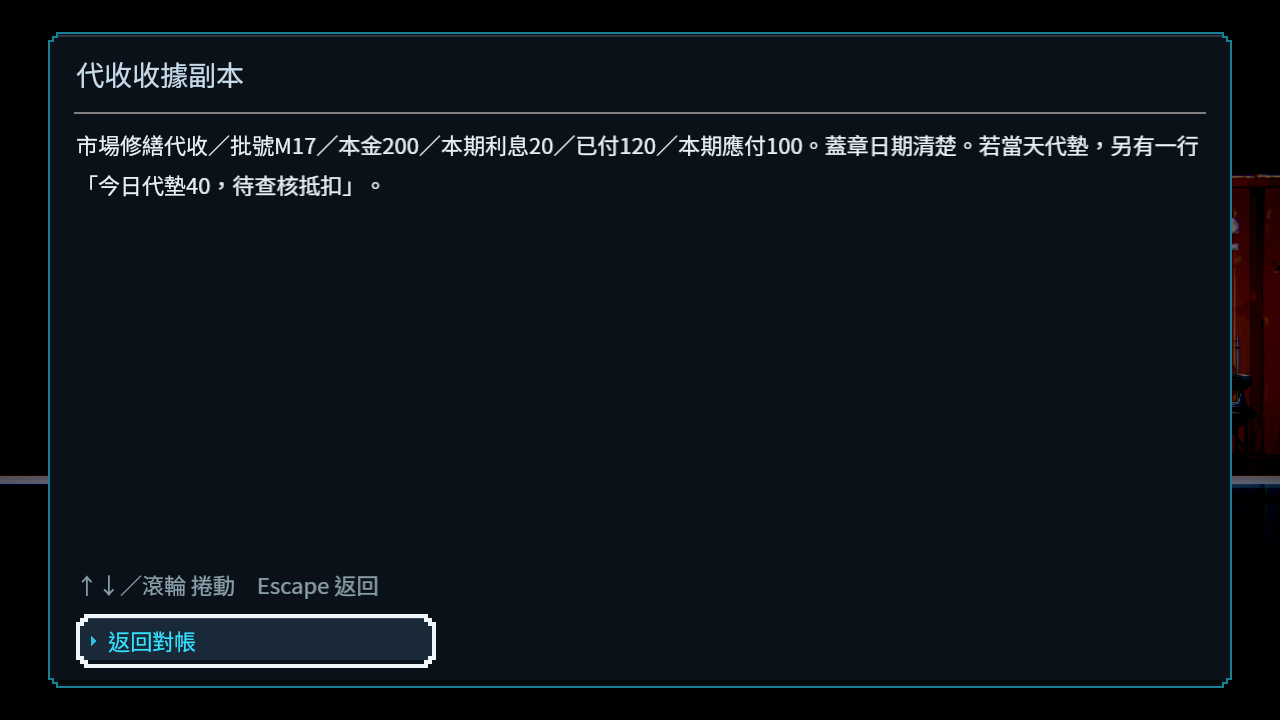 代收收據副本
市場修繕代收／批號M17／本金200／本期利息20／已付120／本期應付100。蓋章日期清楚。若當天代墊，另有一行
「今日代墊40，待查核抵扣」。
↑↓／滾輪 捲動　Escape 返回
返回對帳